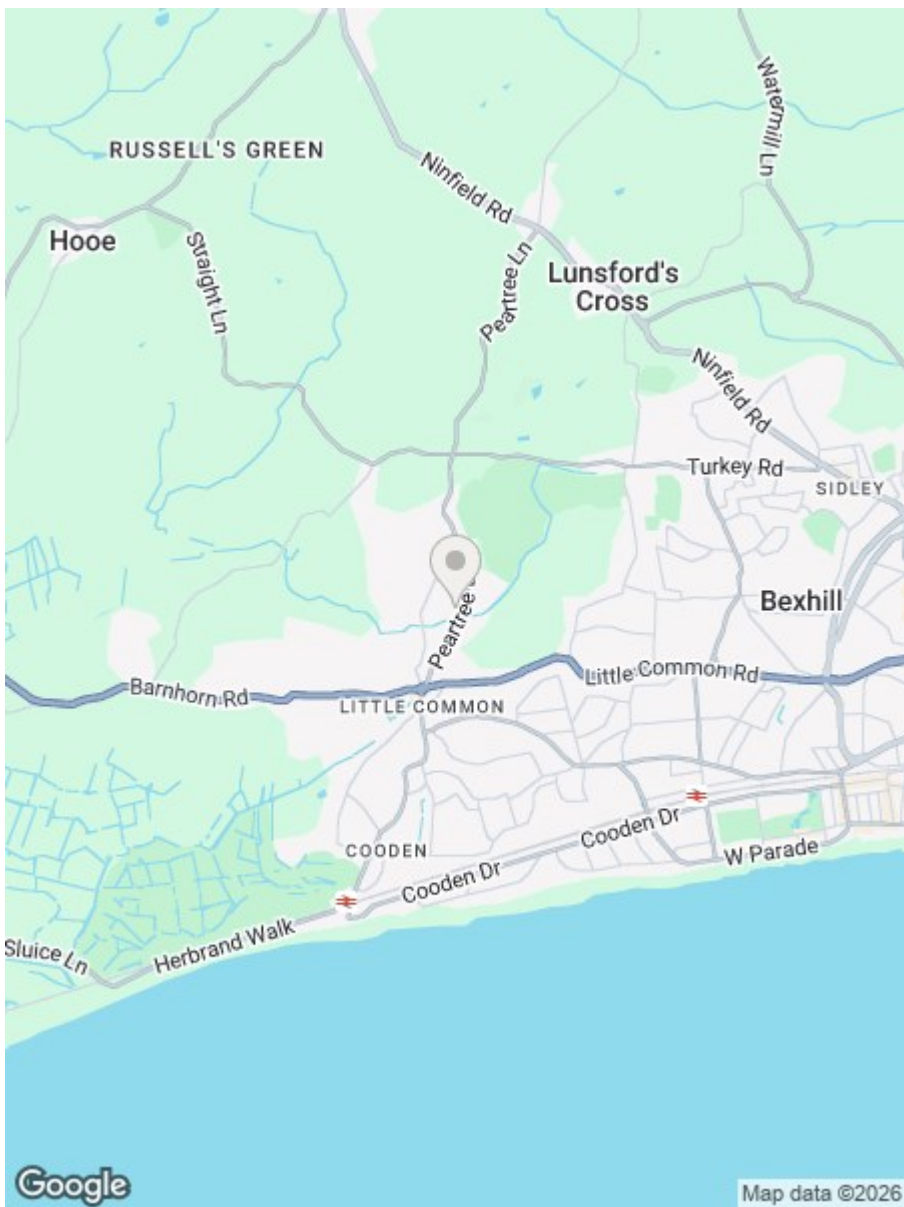 Watermill Ln
RUSSELL'S GREEN
Ninfield Rd
Hooe
Straight Ln
Peartree Ln
Lunsford's
Cross
Ninfield Rd
Turkey Rd
SIDLEY
Bexhill
Peartree
Little Common Rd
Barnhorn Rd
LITTLE COMMON
Cooden Dr
COODEN
W Parade
Cooden Dr
Herbrand Walk
Sluice Ln
Google
Map data ©2026